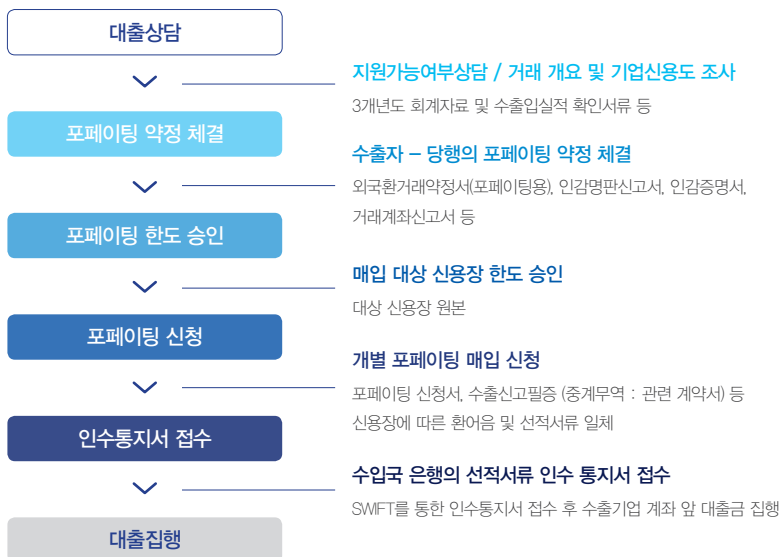 대출상담
지원가능여부상담 / 거래 개요 및 기업신용도 조사
3개년도 회계자료 및 수출입실적 확인서류 등
포페이팅 약정 체결
수출자 – 당행의 포페이팅 약정 체결
외국환거래약정서(포페이팅용), 인감명판신고서, 인감증명서,
거래계좌신고서 등
포페이팅 한도 승인
매입 대상 신용장 한도 승인
대상 신용장 원본
포페이팅 신청
개별 포페이팅 매입 신청
포페이팅 신청서, 수출신고필증 (중계무역 : 관련 계약서) 등
신용장에 따른 환어음 및 선적서류 일체
인수통지서 접수
수입국 은행의 선적서류 인수 통지서 접수
SWIFT를 통한 인수통지서 접수 후 수출기업 계좌 앞 대출금 집행
대출집행